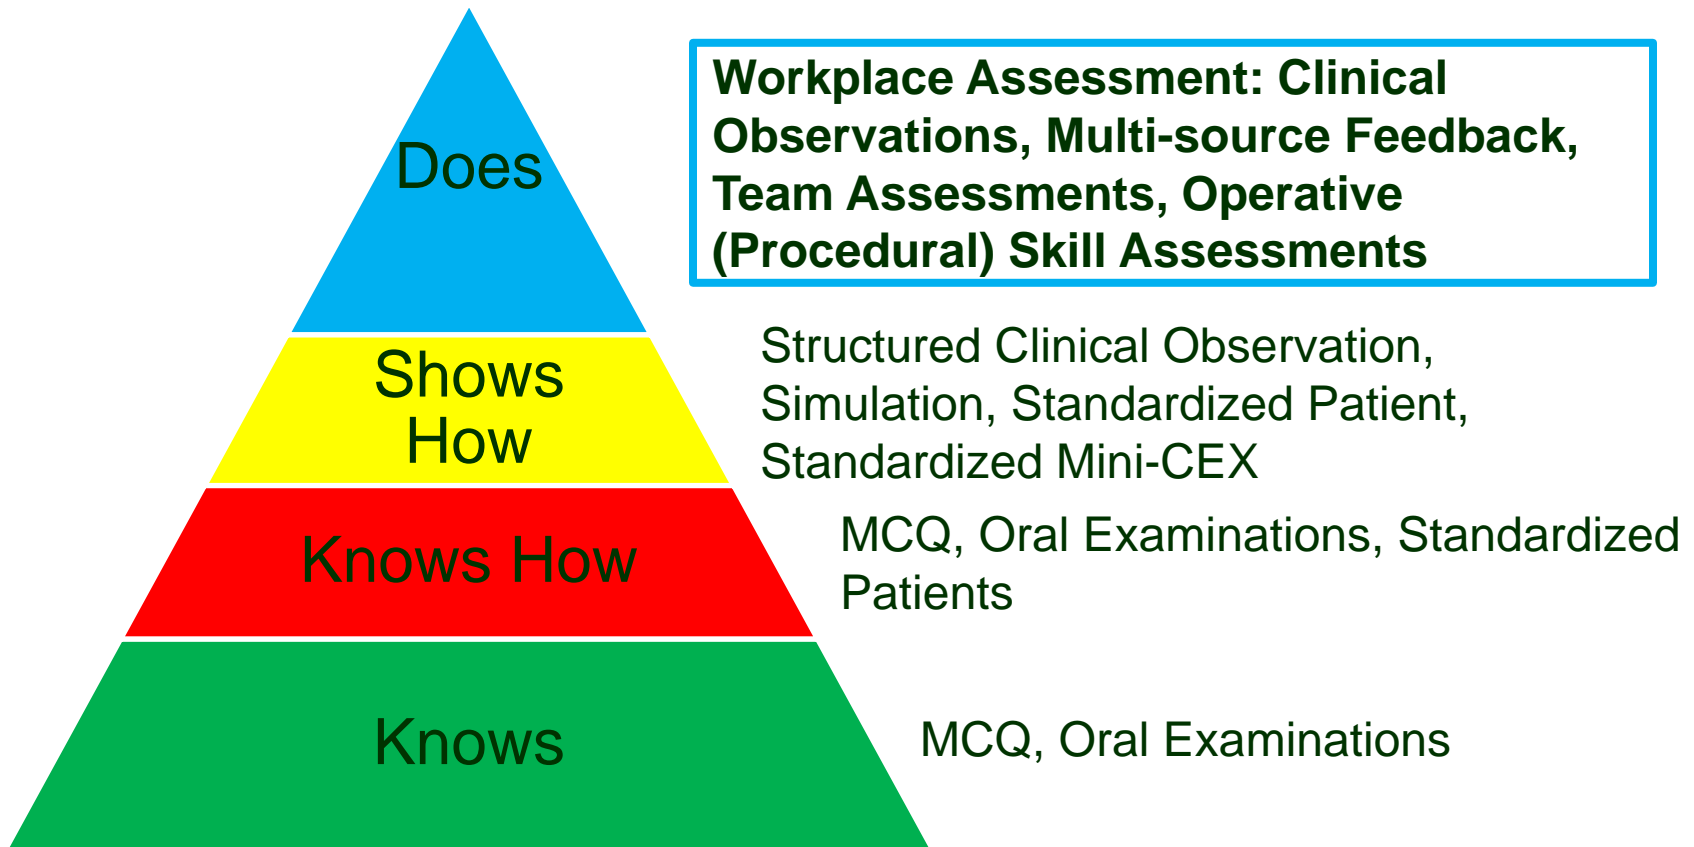 Does
Workplace Assessment: Clinical
Observations, Multi-source Feedback,
Team Assessments, Operative
(Procedural) Skill Assessments
Shows
How
Structured Clinical Observation,
Simulation, Standardized Patient,
Standardized Mini-CEX
Knows How
MCQ, Oral Examinations, Standardized
Patients
Knows
MCQ, Oral Examinations